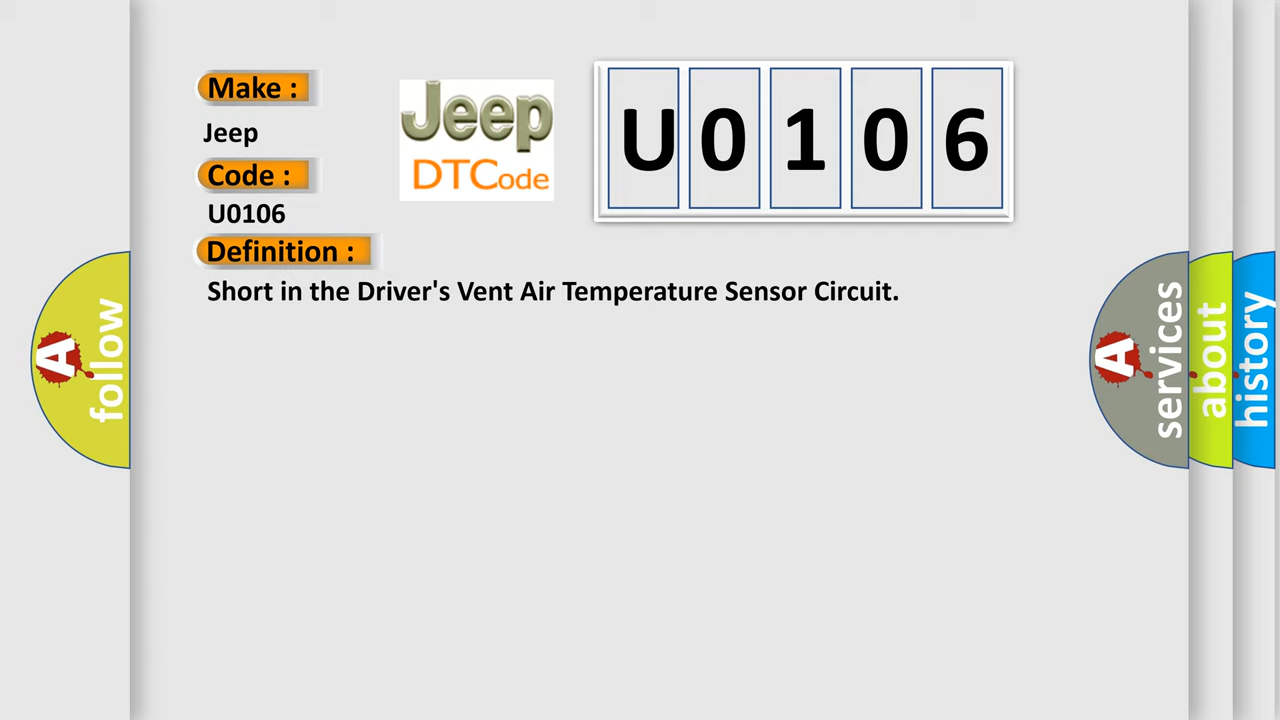 Make :
Jeep
Code :
U0106
Definition :
Short in the Driver's Vent Air Temperature Sensor Circuit.
Jeep
DTCode
U0106
A follow
A services
about
history